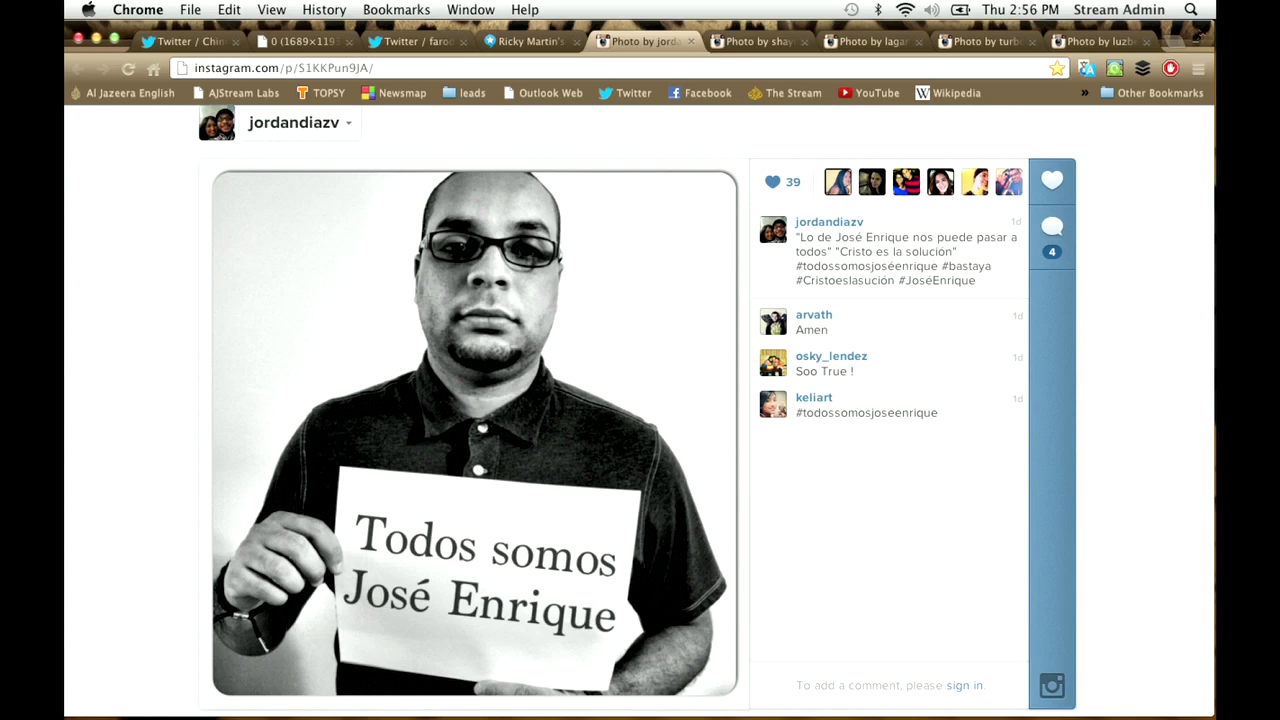 Chrome File Edit View History Bookmarks Window Help Thu 2:56 PM Stream Admin
Twitter / Chin 0 (1689×119 Twitter / farod Ricky Martin's Photo by jorda Photo by shay Photo by lagar Photo by turb Photo by luzb
instagram.com/p/S1KKPun9JA/
Al Jazeera English AJStream Labs TOPSY Newsmap leads Outlook Web Twitter Facebook The Stream YouTube Wikipedia » Other Bookmarks
jordandiazv
39
jordandiazv 1d
"Lo de José Enrique nos puede pasar a
todos" "Cristo es la solución"
#todossomosjoséenrique #bastaya
#Cristoeslasución #JoséEnrique
4
arvath 1d
Amen
osky_lendez 1d
Soo True !
keliart 1d
#todossomosjoseenrique
Todos somos
José Enrique
To add a comment, please sign in.